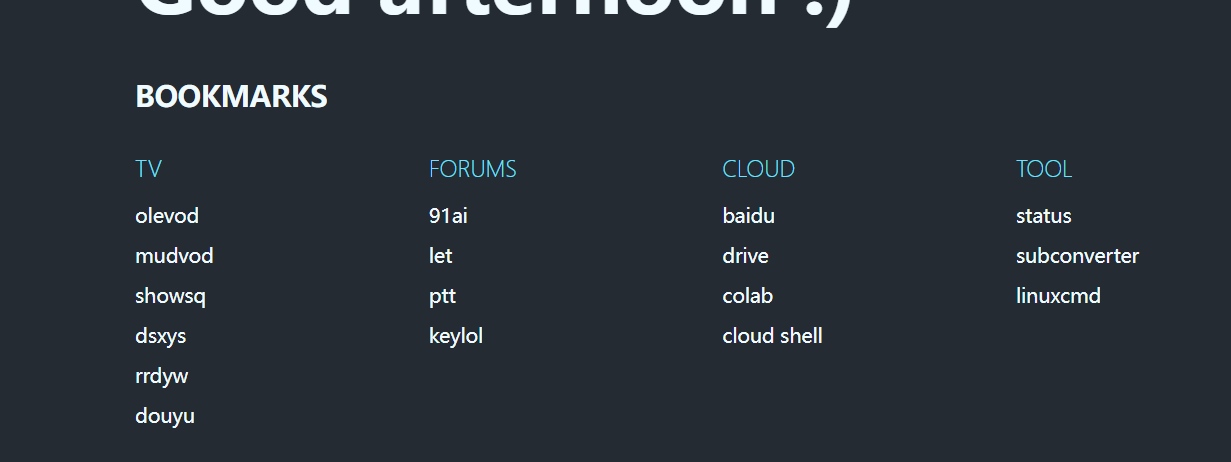 Good afternoon :)
BOOKMARKS
TV
olevod
mudvod
showsq
dsxys
rrdyw
douyu
FORUMS
91ai
let
ptt
keylol
CLOUD
baidu
drive
colab
cloud shell
TOOL
status
subconverter
linuxcmd